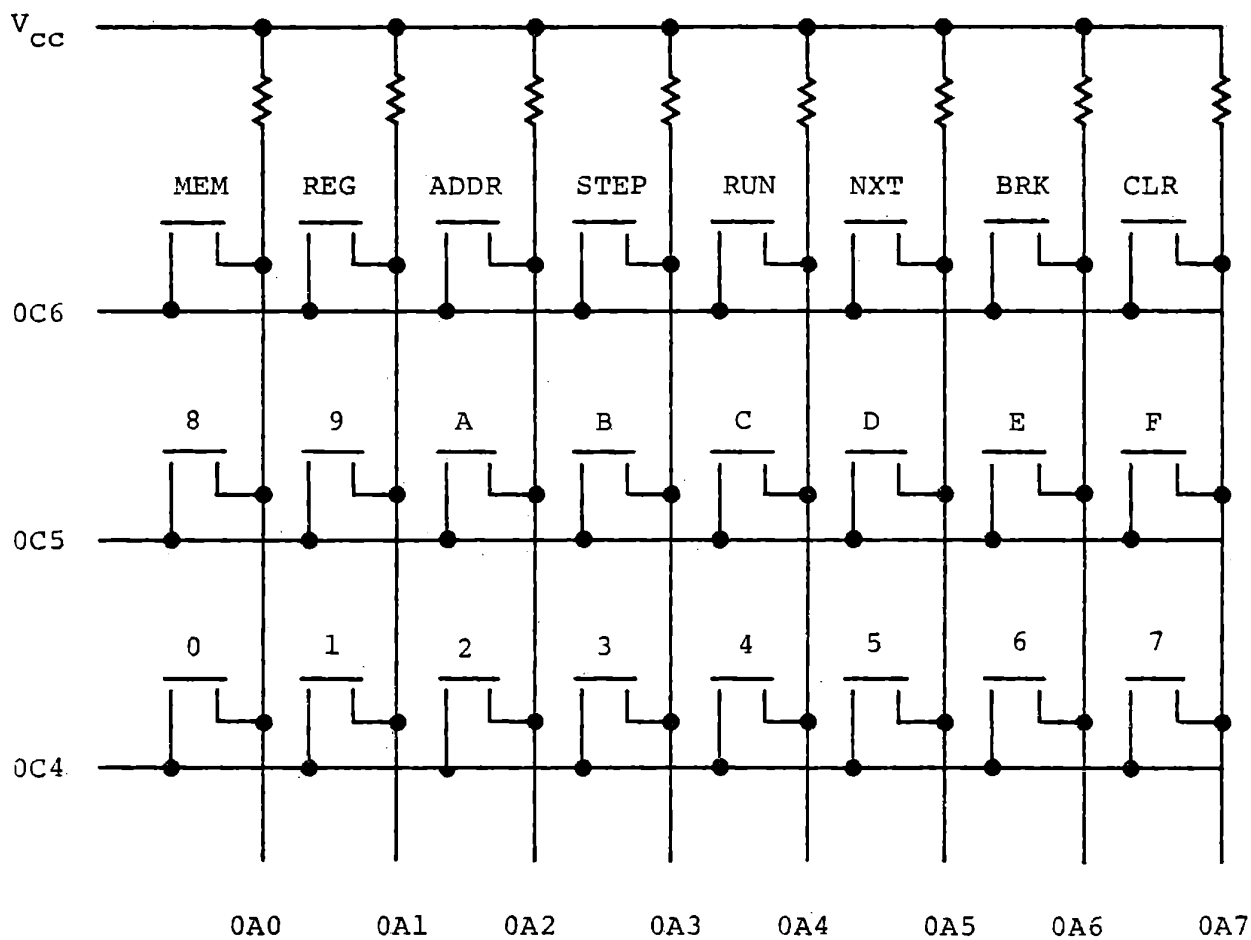 Vcc
MEM REG ADDR STEP RUN NXT BRK CLR
0C6
8 9 A B C D E F
0C5
0 1 2 3 4 5 6 7
0C4
0A0 0A1 0A2 0A3 0A4 0A5 0A6 0A7